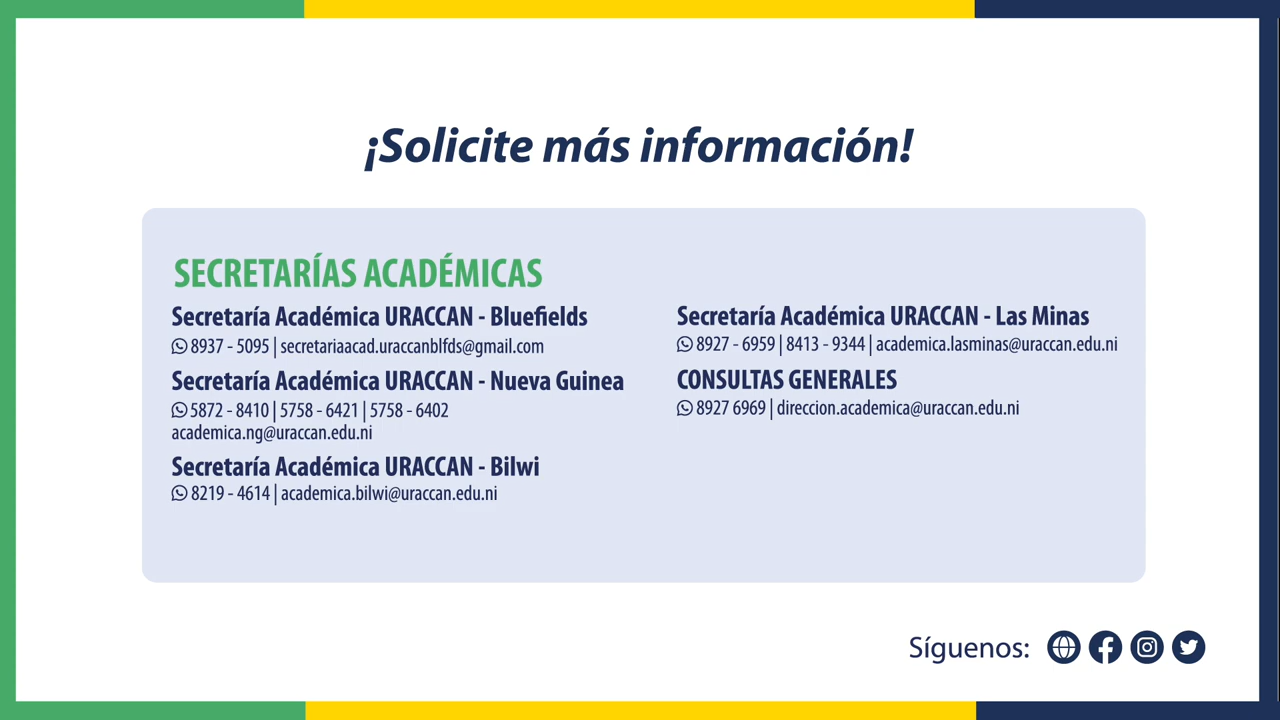 ¡Solicite más información!
SECRETARÍAS ACADÉMICAS
Secretaría Académica URACCAN - Bluefields
8937 - 5095 | secretariaacad.uraccanblfds@gmail.com
Secretaría Académica URACCAN - Nueva Guinea
5872 - 8410 | 5758 - 6421 | 5758 - 6402
academica.ng@uraccan.edu.ni
Secretaría Académica URACCAN - Bilwi
8219 - 4614 | academica.bilwi@uraccan.edu.ni
Secretaría Académica URACCAN - Las Minas
8927 - 6959 | 8413 - 9344 | academica.lasminas@uraccan.edu.ni
CONSULTAS GENERALES
8927 6969 | direccion.academica@uraccan.edu.ni
Síguenos: